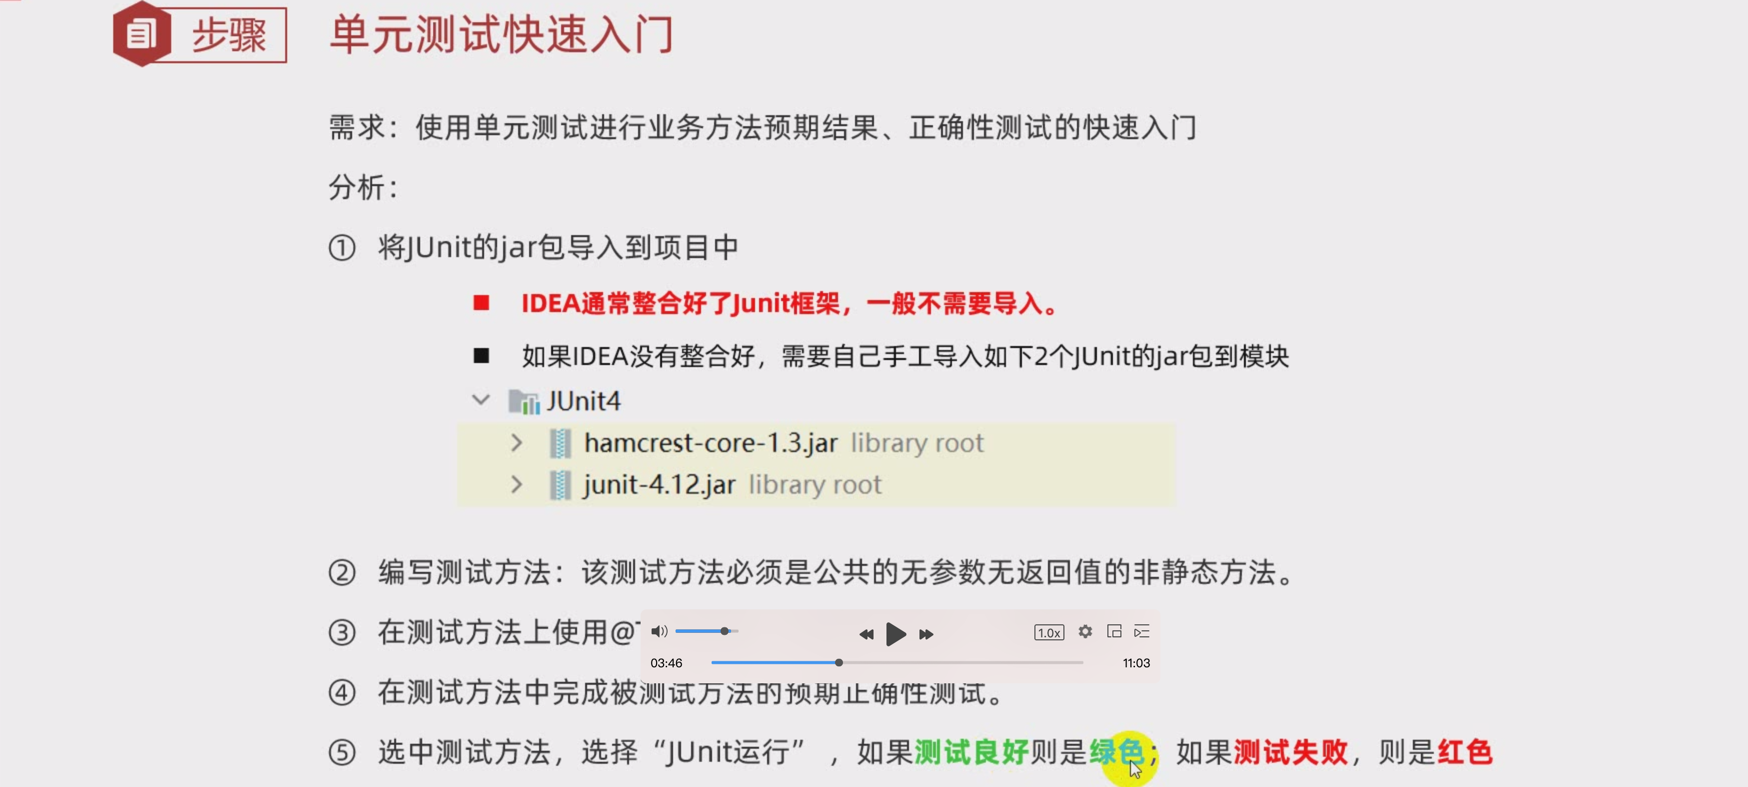 步骤 单元测试快速入门
需求：使用单元测试进行业务方法预期结果、正确性测试的快速入门
分析：
① 将JUnit的jar包导入到项目中
■ IDEA通常整合好了Junit框架，一般不需要导入。
■ 如果IDEA没有整合好，需要自己手工导入如下2个JUnit的jar包到模块
JUnit4
hamcrest-core-1.3.jar library root
junit-4.12.jar library root
② 编写测试方法：该测试方法必须是公共的无参数无返回值的非静态方法。
③ 在测试方法上使用@
1.0x
03:46 11:03
④ 在测试方法中完成被测试方法的预期正确性测试。
⑤ 选中测试方法，选择“JUnit运行” ，如果测试良好则是绿色；如果测试失败，则是红色